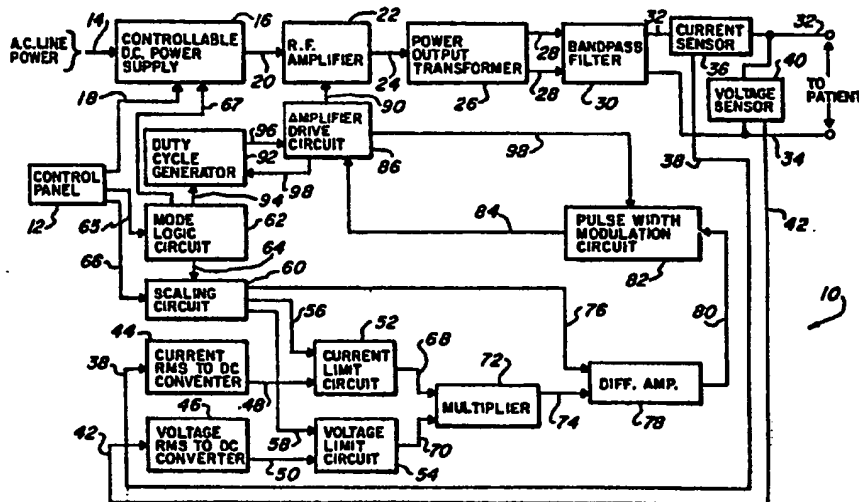 A.C. LINE POWER
14
CONTROLLABLE D.C. POWER SUPPLY
16
18
67
20
R.F. AMPLIFIER
22
24
POWER OUTPUT TRANSFORMER
26
28
28
BANDPASS FILTER
30
32
CURRENT SENSOR
36
32
40
VOLTAGE SENSOR
TO PATIENT
34
38
42
90
AMPLIFIER DRIVE CIRCUIT
86
96
DUTY CYCLE GENERATOR
92
98
98
94
CONTROL PANEL
12
65
66
MODE LOGIC CIRCUIT
62
64
84
PULSE WIDTH MODULATION CIRCUIT
82
80
10
60
SCALING CIRCUIT
56
76
44
CURRENT RMS TO DC CONVERTER
38
48
52
CURRENT LIMIT CIRCUIT
68
72
MULTIPLIER
74
DIFF. AMP.
78
46
VOLTAGE RMS TO DC CONVERTER
42
50
58
VOLTAGE LIMIT CIRCUIT
54
70